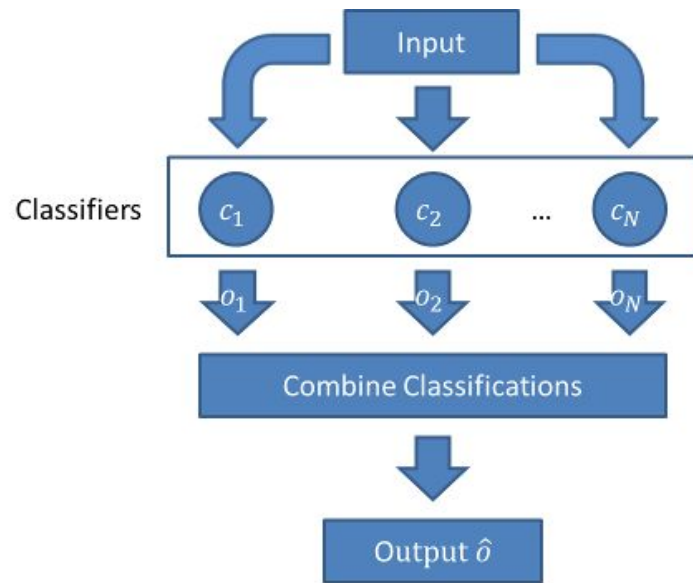 Input
Classifiers
c₁ c₂ ... c_N
o₁ o₂ o_N
Combine Classifications
Output ô